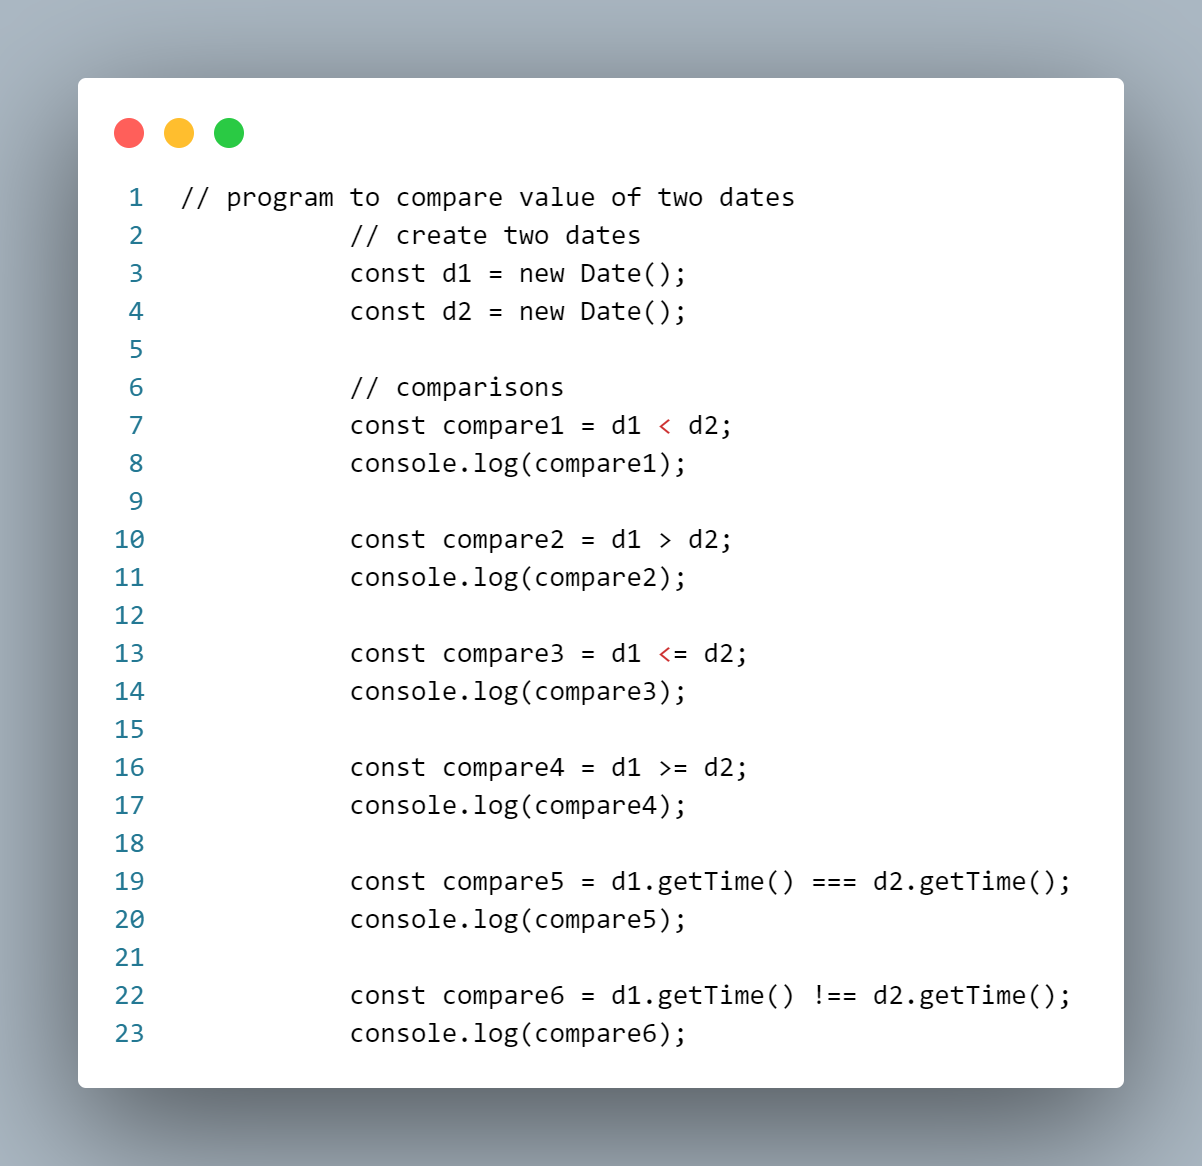 1 // program to compare value of two dates
2 // create two dates
3 const d1 = new Date();
4 const d2 = new Date();
5
6 // comparisons
7 const compare1 = d1 < d2;
8 console.log(compare1);
9
10 const compare2 = d1 > d2;
11 console.log(compare2);
12
13 const compare3 = d1 <= d2;
14 console.log(compare3);
15
16 const compare4 = d1 >= d2;
17 console.log(compare4);
18
19 const compare5 = d1.getTime() === d2.getTime();
20 console.log(compare5);
21
22 const compare6 = d1.getTime() !== d2.getTime();
23 console.log(compare6);